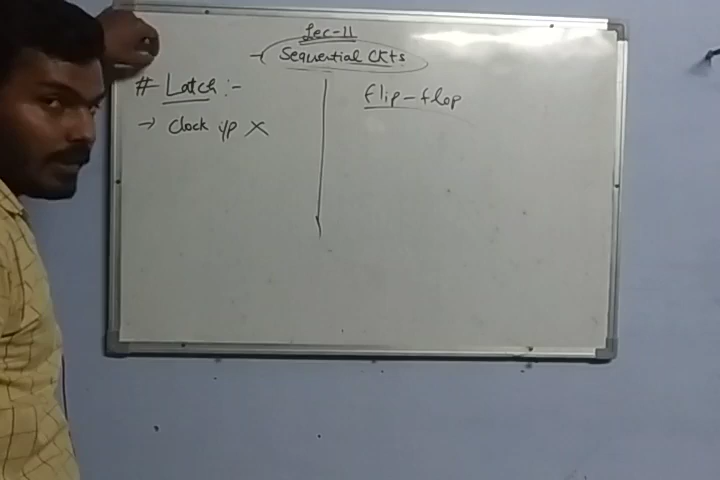 Lec-11
Sequential CKts
# Latch :-
→ Clock i/p ×
flip-flop